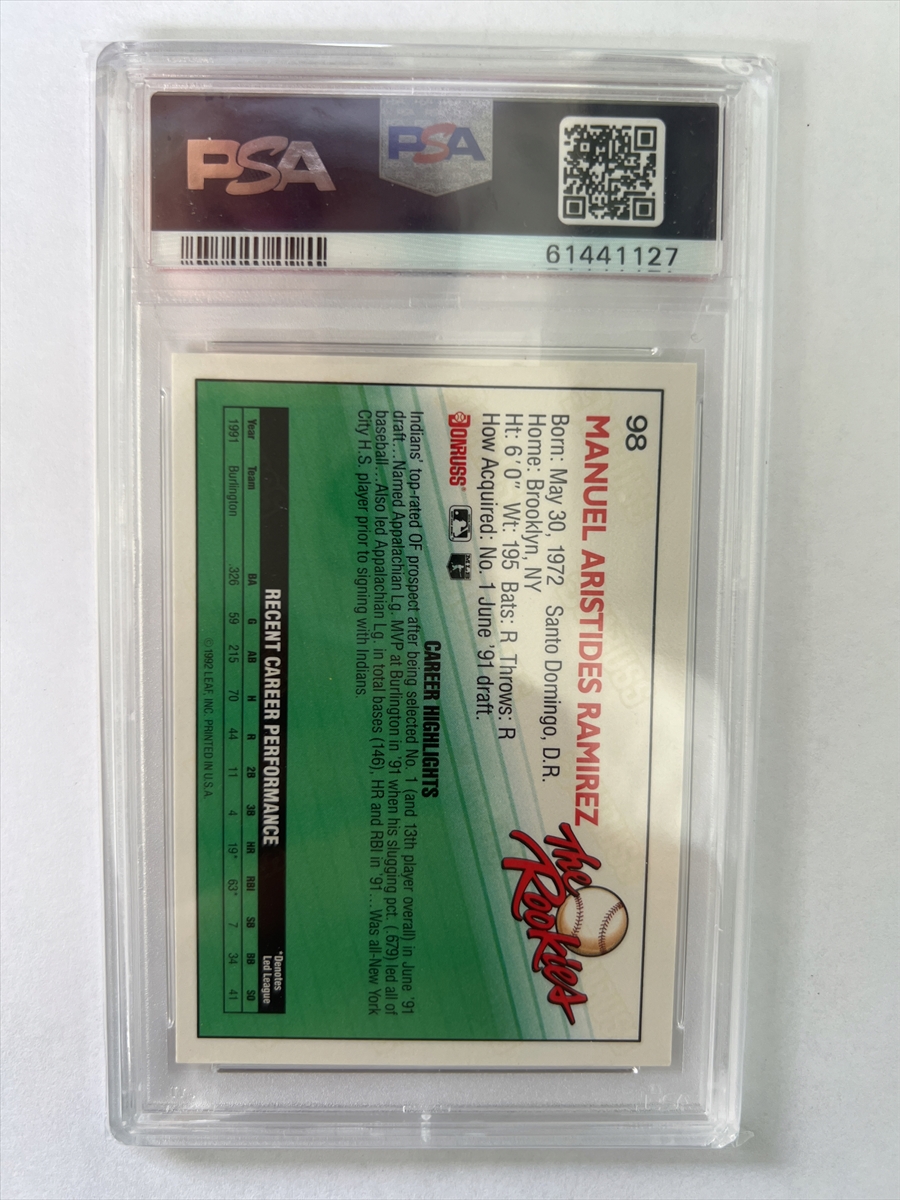 PSA
PSA
61441127
98
MANUEL ARISTIDES RAMIREZ
Born: May 30, 1972 Santo Domingo, D.R.
Home: Brooklyn, NY
Ht: 6' 0" Wt: 195 Bats: R Throws: R
How Acquired: No. 1 June '91 draft.
The
Rookies
DONRUSS
CAREER HIGHLIGHTS
Indians' top-rated OF prospect after being selected No. 1 (and 13th player overall) in June '91
draft...Named Appalachian Lg. MVP at Burlington in '91 when his slugging pct. (.679) led all of
baseball...Also led Appalachian Lg. in total bases (146), HR and RBI in '91...Was all-New York
City H.S. player prior to signing with Indians.
RECENT CAREER PERFORMANCE
*Denotes
Led League
Year Team BA G AB H R 2B 3B HR RBI SB BB SO
1991 Burlington .326 59 215 70 44 11 4 19* 63* 7 34 41
©1992 LEAF, INC. PRINTED IN U.S.A.